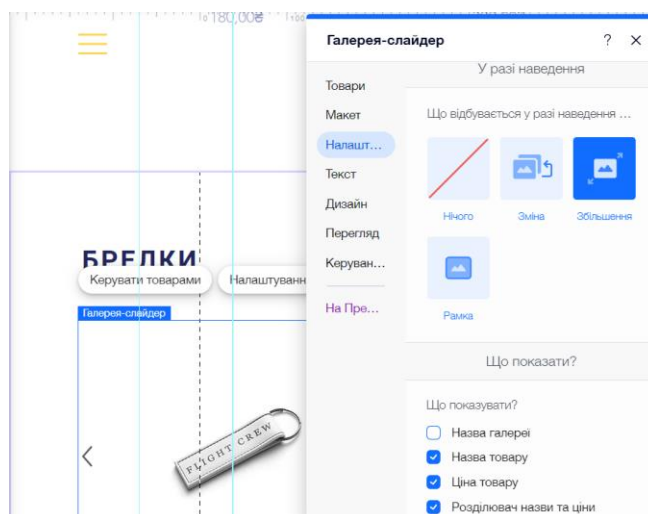 180,00₴
100
Галерея-слайдер ?
У разі наведення
Товари
Макет
Налашт...
Текст
Дизайн
Перегляд
Керуван...
На Пре...
Що відбувається у разі наведення ...
Нічого
Зміна
Збільшення
Рамка
Що показати?
Що показувати?
Назва галереї
Назва товару
Ціна товару
Розділювач назви та ціни
БРЕЛКИ
Керувати товарами
Налаштуванн
Галерея-слайдер
FLIGHT CREW